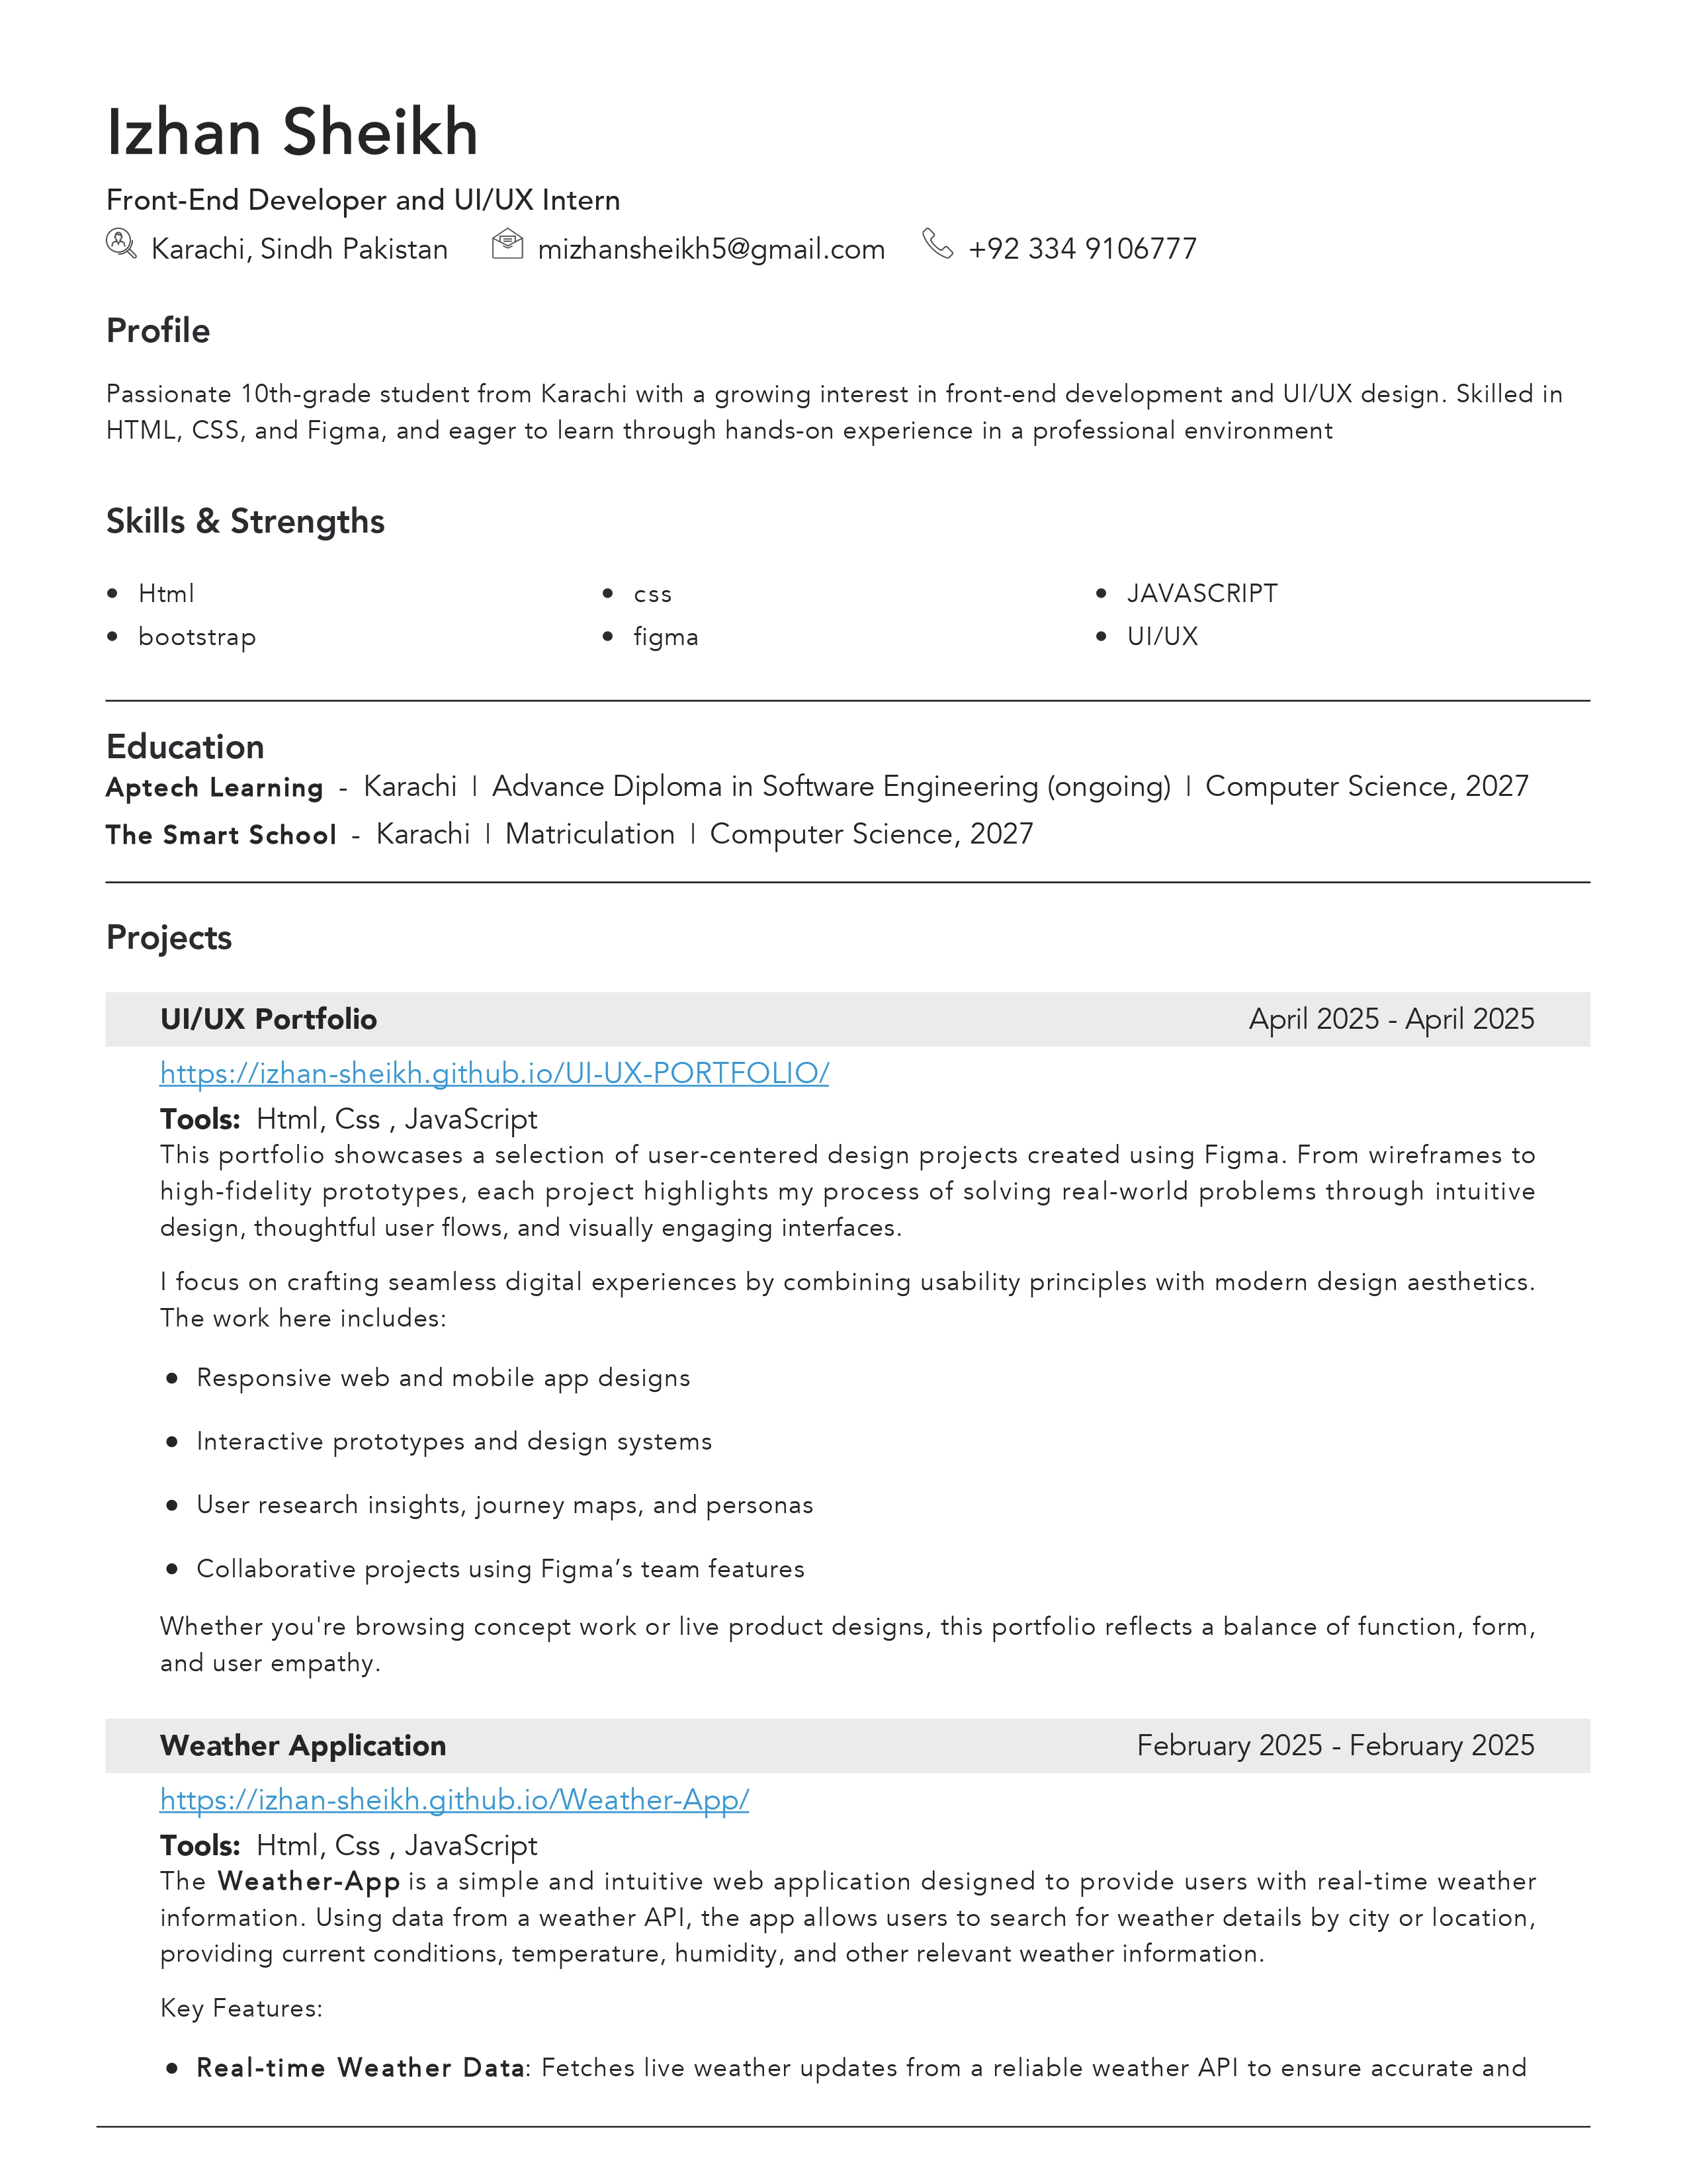 Izhan Sheikh
Front-End Developer and UI/UX Intern
Karachi, Sindh Pakistan mizhansheikh5@gmail.com +92 334 9106777
Profile
Passionate 10th-grade student from Karachi with a growing interest in front-end development and UI/UX design. Skilled in
HTML, CSS, and Figma, and eager to learn through hands-on experience in a professional environment
Skills & Strengths
• Html • css • JAVASCRIPT
• bootstrap • figma • UI/UX
Education
Aptech Learning - Karachi | Advance Diploma in Software Engineering (ongoing) | Computer Science, 2027
The Smart School - Karachi | Matriculation | Computer Science, 2027
Projects
UI/UX Portfolio April 2025 - April 2025
https://izhan-sheikh.github.io/UI-UX-PORTFOLIO/
Tools: Html, Css , JavaScript
This portfolio showcases a selection of user-centered design projects created using Figma. From wireframes to
high-fidelity prototypes, each project highlights my process of solving real-world problems through intuitive
design, thoughtful user flows, and visually engaging interfaces.
I focus on crafting seamless digital experiences by combining usability principles with modern design aesthetics.
The work here includes:
• Responsive web and mobile app designs
• Interactive prototypes and design systems
• User research insights, journey maps, and personas
• Collaborative projects using Figma’s team features
Whether you're browsing concept work or live product designs, this portfolio reflects a balance of function, form,
and user empathy.
Weather Application February 2025 - February 2025
https://izhan-sheikh.github.io/Weather-App/
Tools: Html, Css , JavaScript
The Weather-App is a simple and intuitive web application designed to provide users with real-time weather
information. Using data from a weather API, the app allows users to search for weather details by city or location,
providing current conditions, temperature, humidity, and other relevant weather information.
Key Features:
• Real-time Weather Data: Fetches live weather updates from a reliable weather API to ensure accurate and